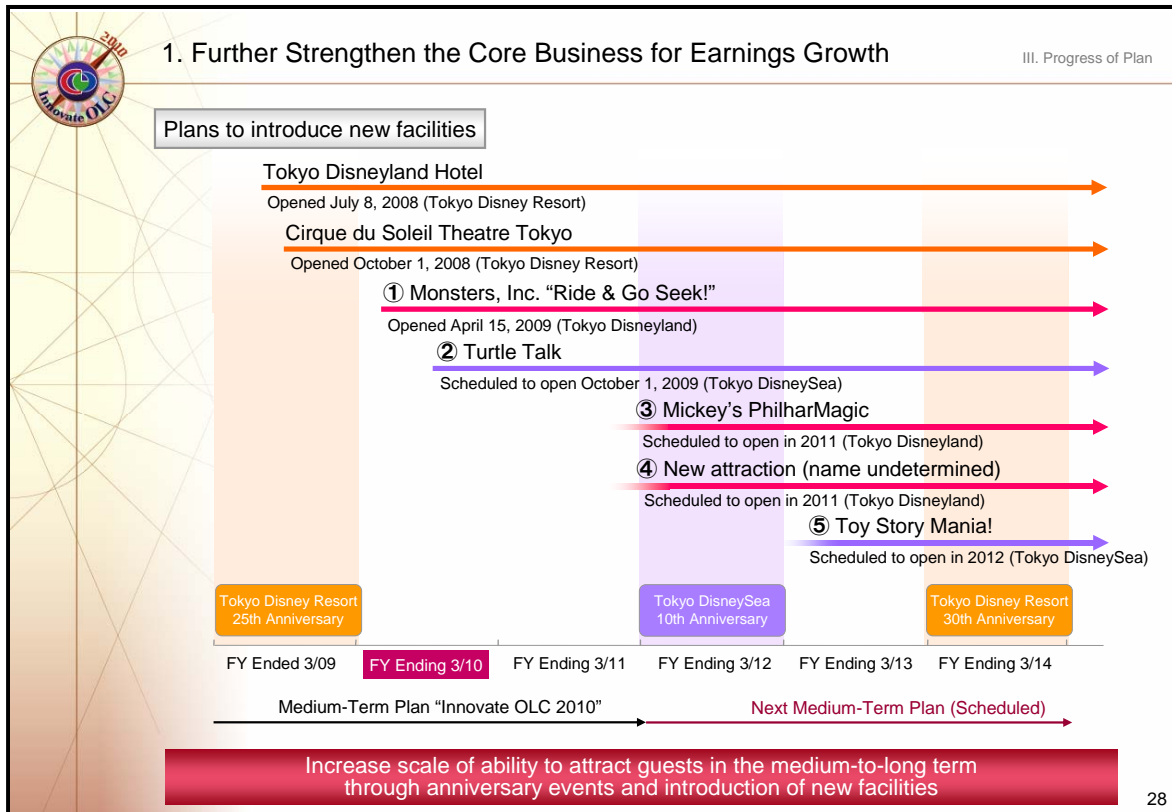 2010
Innovate OLC
1. Further Strengthen the Core Business for Earnings Growth
III. Progress of Plan
Plans to introduce new facilities
Tokyo Disneyland Hotel
Opened July 8, 2008 (Tokyo Disney Resort)
Cirque du Soleil Theatre Tokyo
Opened October 1, 2008 (Tokyo Disney Resort)
① Monsters, Inc. “Ride & Go Seek!”
Opened April 15, 2009 (Tokyo Disneyland)
② Turtle Talk
Scheduled to open October 1, 2009 (Tokyo DisneySea)
③ Mickey’s PhilharMagic
Scheduled to open in 2011 (Tokyo Disneyland)
④ New attraction (name undetermined)
Scheduled to open in 2011 (Tokyo Disneyland)
⑤ Toy Story Mania!
Scheduled to open in 2012 (Tokyo DisneySea)
Tokyo Disney Resort
25th Anniversary
Tokyo DisneySea
10th Anniversary
Tokyo Disney Resort
30th Anniversary
FY Ended 3/09
FY Ending 3/10
FY Ending 3/11
FY Ending 3/12
FY Ending 3/13
FY Ending 3/14
Medium-Term Plan “Innovate OLC 2010”
Next Medium-Term Plan (Scheduled)
Increase scale of ability to attract guests in the medium-to-long term
through anniversary events and introduction of new facilities
28